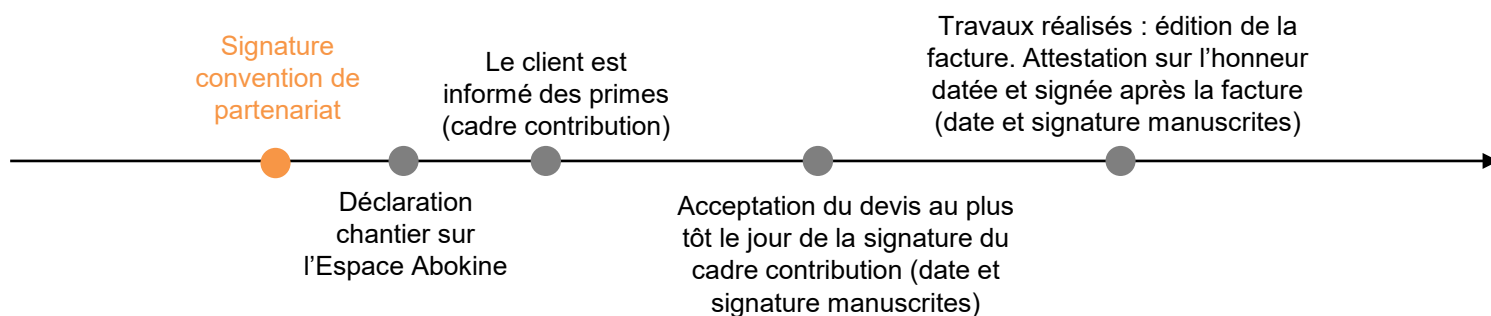 Signature
convention de
partenariat
Déclaration
chantier sur
l’Espace Abokine
Le client est
informé des primes
(cadre contribution)
Acceptation du devis au plus
tôt le jour de la signature du
cadre contribution (date et
signature manuscrites)
Travaux réalisés : édition de la
facture. Attestation sur l’honneur
datée et signée après la facture
(date et signature manuscrites)